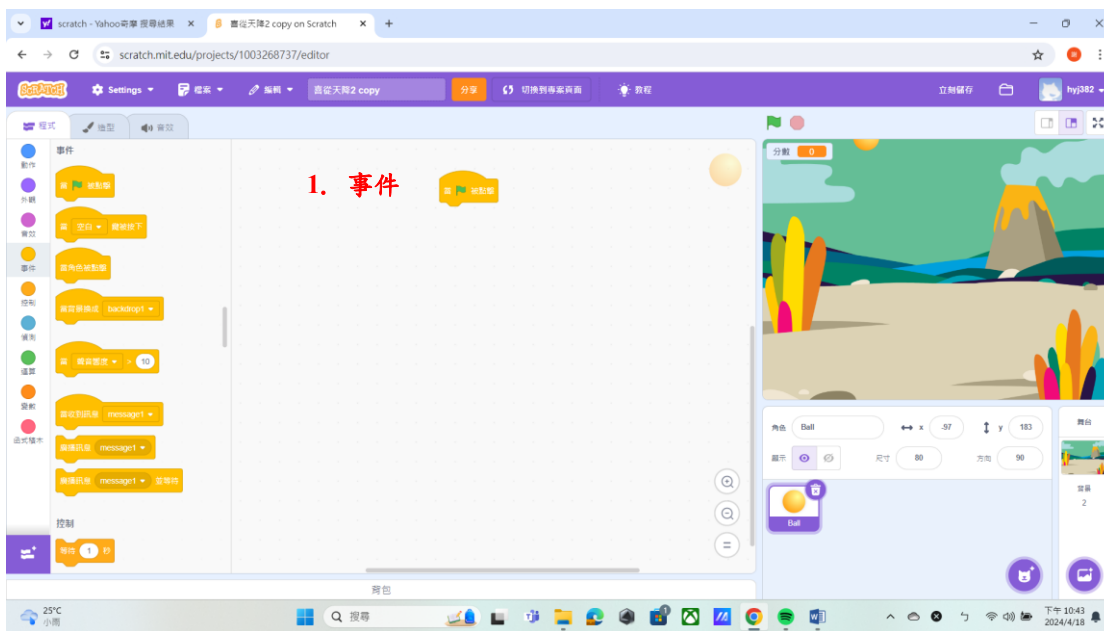 scratch - Yahoo奇摩 搜尋結果
喜從天降2 copy on Scratch
scratch.mit.edu/projects/1003268737/editor
SCRATCH Settings 檔案 編輯 喜從天降2 copy 分享 切換到專案頁面 教程 立刻儲存 hyj382
程式 造型 音效
動作
外觀
音效
事件
控制
偵測
運算
變數
函式積木
事件
當 被點擊
當 空白 鍵被按下
當角色被點擊
當背景換成 backdrop1
當 聲音響度 > 10
當收到訊息 message1
廣播訊息 message1
廣播訊息 message1 並等待
控制
等待 1 秒
1. 事件
當 被點擊
分數 0
角色 Ball x -97 y 183
顯示 尺寸 80 方向 90
Ball
舞台
背景
2
背包
25°C
小雨
搜尋
下午 10:43
2024/4/18